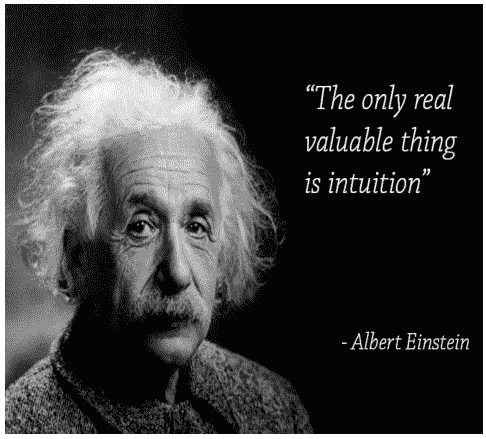 “The only real
valuable thing
is intuition”
- Albert Einstein